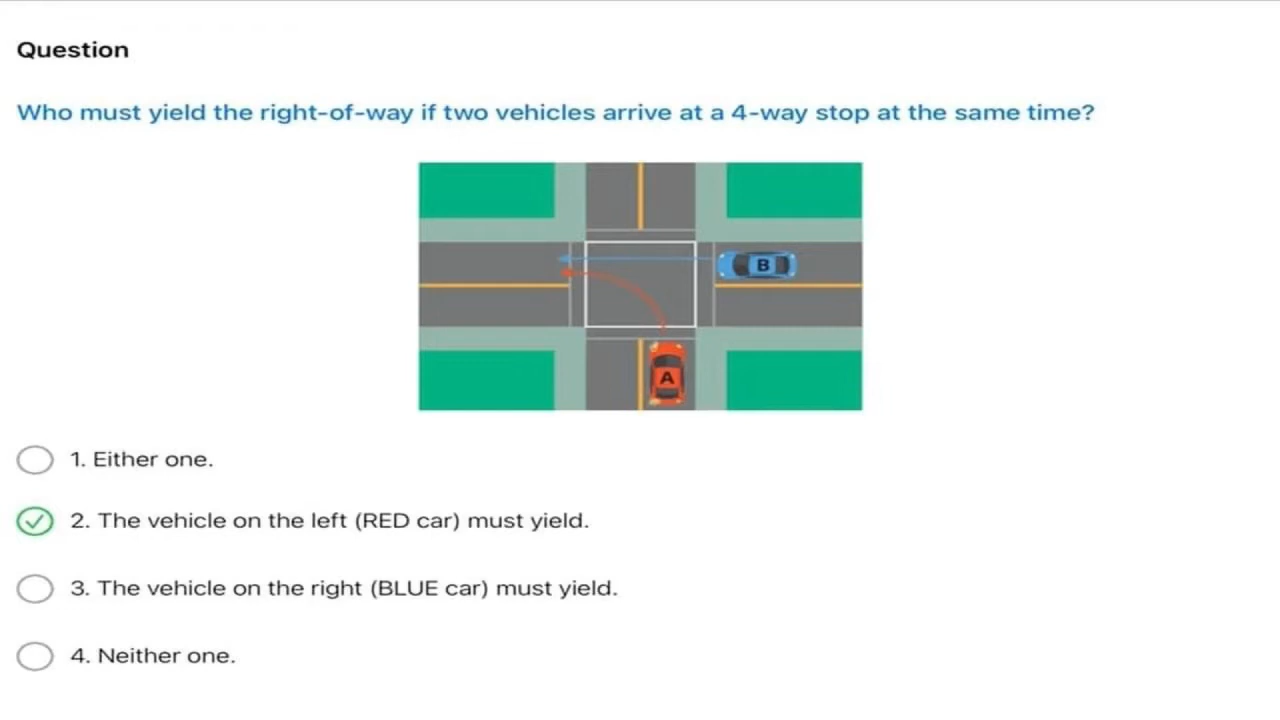 Question
Who must yield the right-of-way if two vehicles arrive at a 4-way stop at the same time?
B
A
1. Either one.
2. The vehicle on the left (RED car) must yield.
3. The vehicle on the right (BLUE car) must yield.
4. Neither one.